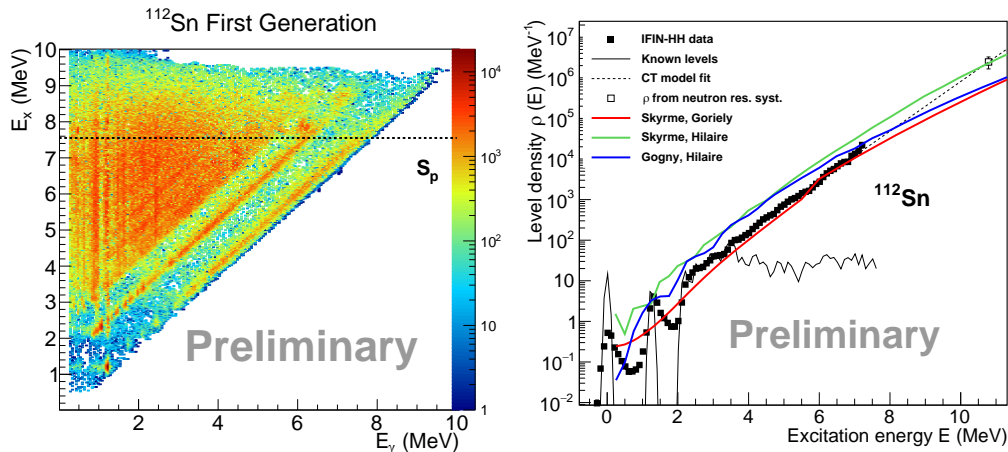 ¹¹²Sn First Generation
E_x (MeV)
10
9
8
7
6
5
4
3
2
1
S_p
Preliminary
2 4 6 8 10
E_γ (MeV)
10⁴
10³
10²
10
1
Level density ρ (E) (MeV⁻¹)
10⁷
10⁶
10⁵
10⁴
10³
10²
10
1
10⁻¹
10⁻²
IFIN-HH data
Known levels
CT model fit
ρ from neutron res. syst.
Skyrme, Goriely
Skyrme, Hilaire
Gogny, Hilaire
¹¹²Sn
Preliminary
0 2 4 6 8 10
Excitation energy E (MeV)